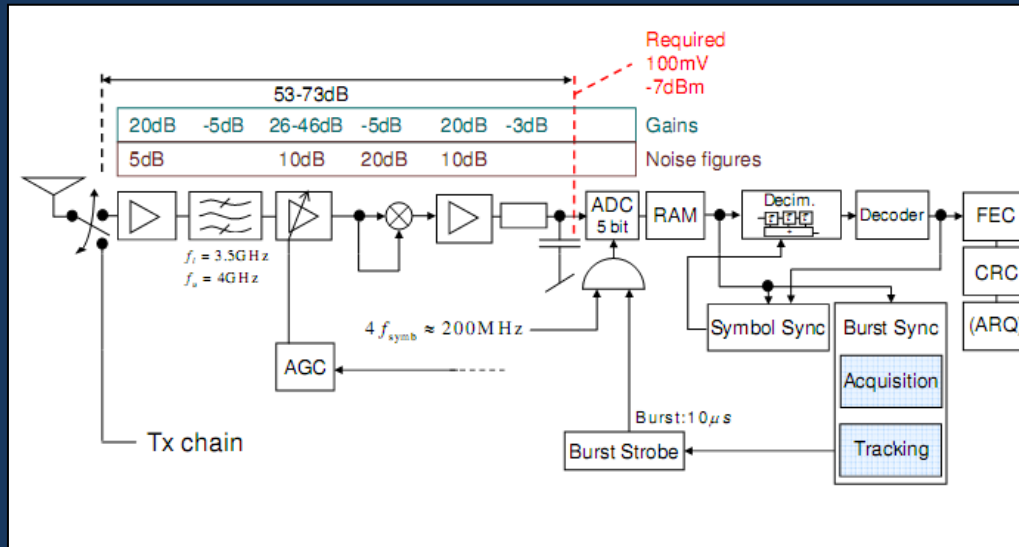 Required
100mV
-7dBm
53-73dB
20dB -5dB 26-46dB -5dB 20dB -3dB Gains
5dB 10dB 20dB 10dB Noise figures
ADC
5 bit
RAM
Decim.
Decoder
FEC
f_l = 3.5GHz
f_u = 4GHz
CRC
4 f_symb ≈ 200MHz
Symbol Sync
Burst Sync
(ARQ)
AGC
Acquisition
Burst:10μs
Tx chain
Burst Strobe
Tracking